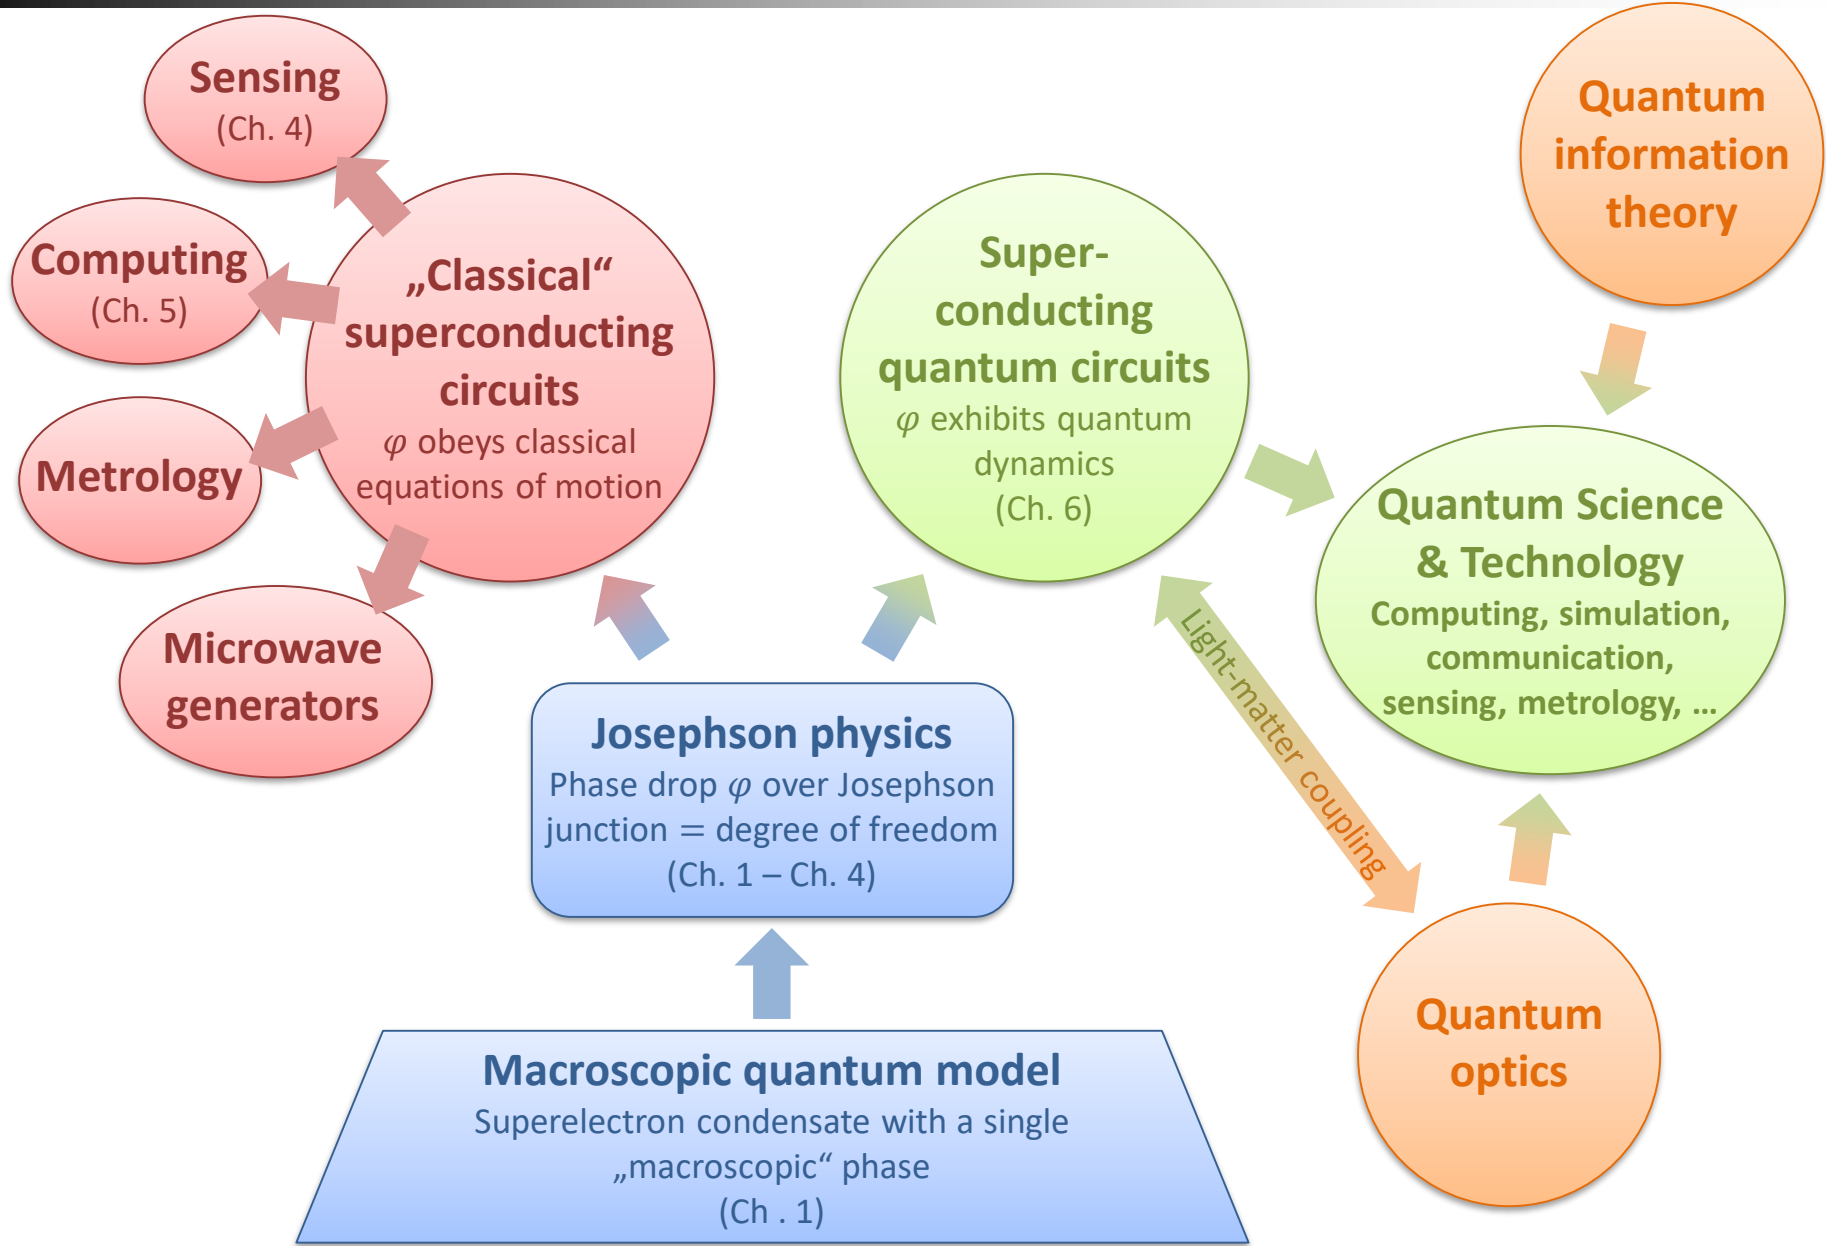 Sensing
(Ch. 4)
Computing
(Ch. 5)
Metrology
Microwave
generators
„Classical“
superconducting
circuits
φ obeys classical
equations of motion
Super-
conducting
quantum circuits
φ exhibits quantum
dynamics
(Ch. 6)
Quantum
information
theory
Quantum Science
& Technology
Computing, simulation,
communication,
sensing, metrology, ...
Light-matter coupling
Josephson physics
Phase drop φ over Josephson
junction = degree of freedom
(Ch. 1 – Ch. 4)
Quantum
optics
Macroscopic quantum model
Superelectron condensate with a single
„macroscopic“ phase
(Ch . 1)